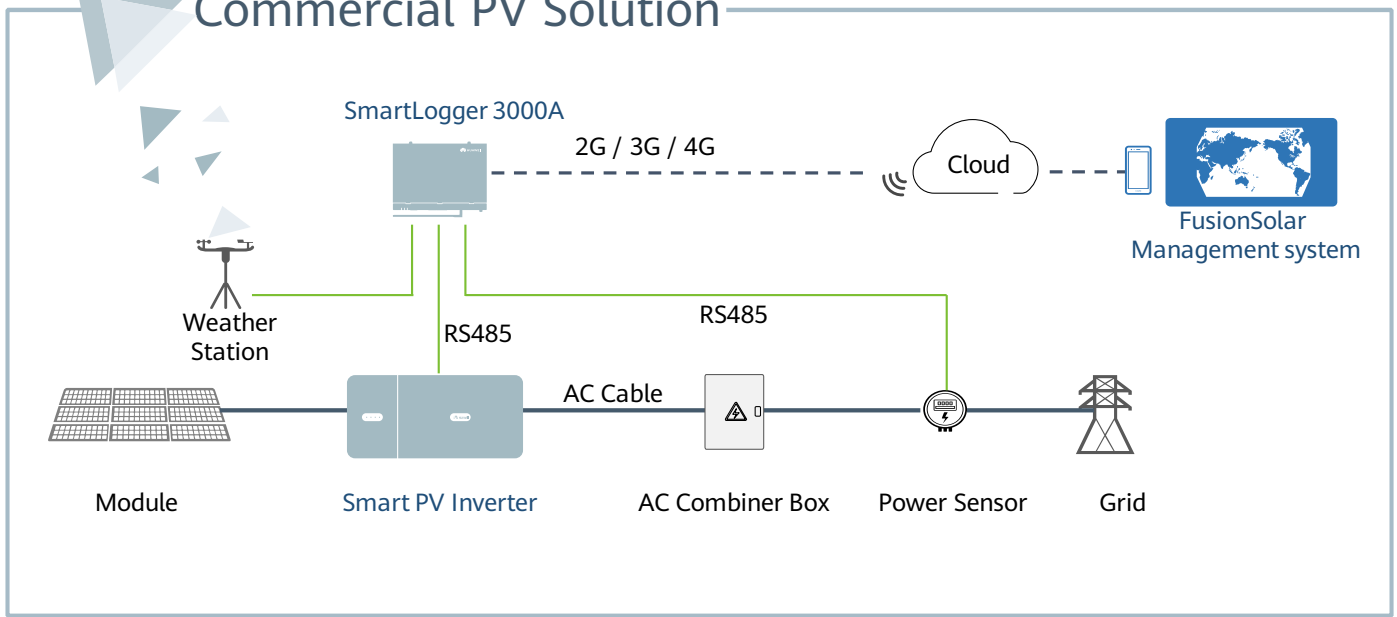 Commercial PV Solution
SmartLogger 3000A
2G / 3G / 4G
Cloud
FusionSolar
Management system
Weather
Station
RS485
RS485
AC Cable
Module
Smart PV Inverter
AC Combiner Box
Power Sensor
Grid